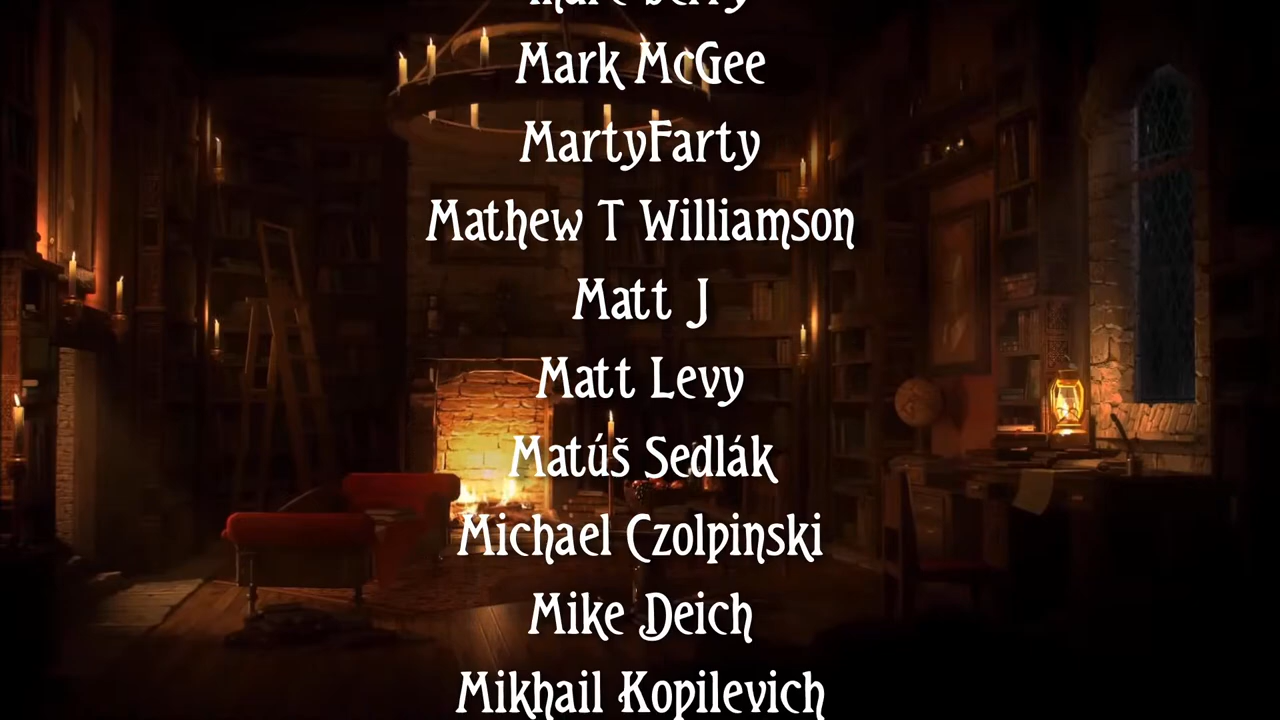 Mark McGee
MartyFarty
Mathew T Williamson
Matt J
Matt Levy
Matúš Sedlák
Michael Czolpinski
Mike Deich
Mikhail Kopilevich